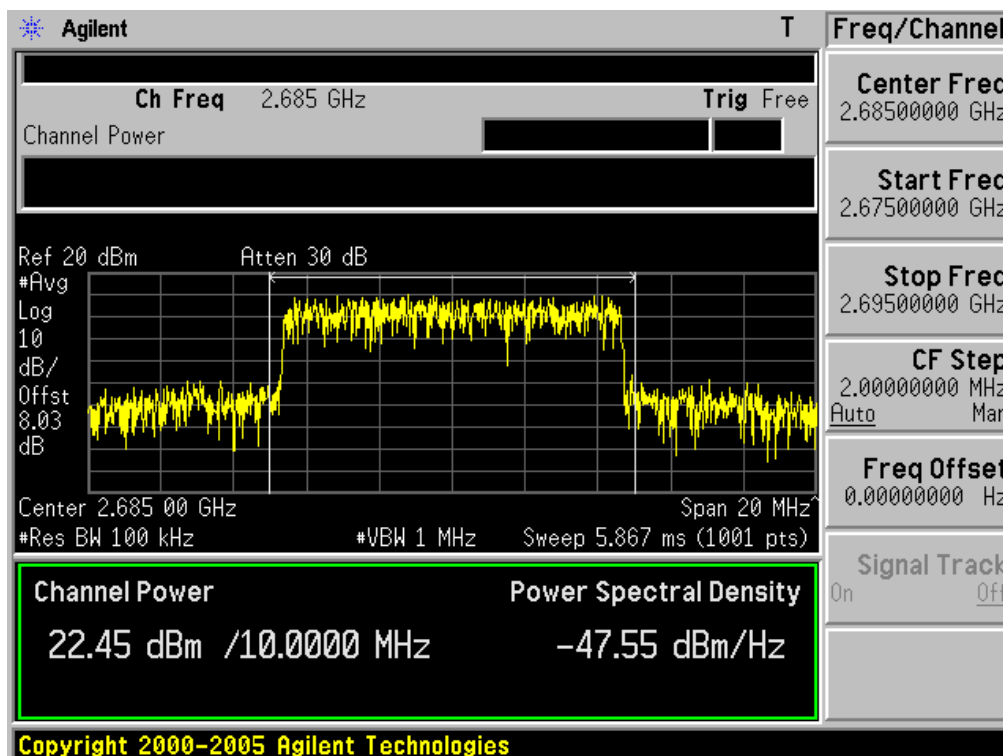 Agilent T Freq/Channel
Ch Freq 2.685 GHz Trig Free
Channel Power
Center Freq
2.68500000 GHz
Start Freq
2.67500000 GHz
Stop Freq
2.69500000 GHz
CF Step
2.00000000 MHz
Auto Man
Freq Offset
0.00000000 Hz
Signal Track
On Off
Ref 20 dBm Atten 30 dB
#Avg
Log
10
dB/
Offst
8.03
dB
Center 2.685 00 GHz Span 20 MHz^
#Res BW 100 kHz #VBW 1 MHz Sweep 5.867 ms (1001 pts)
Channel Power Power Spectral Density
22.45 dBm /10.0000 MHz -47.55 dBm/Hz
Copyright 2000-2005 Agilent Technologies